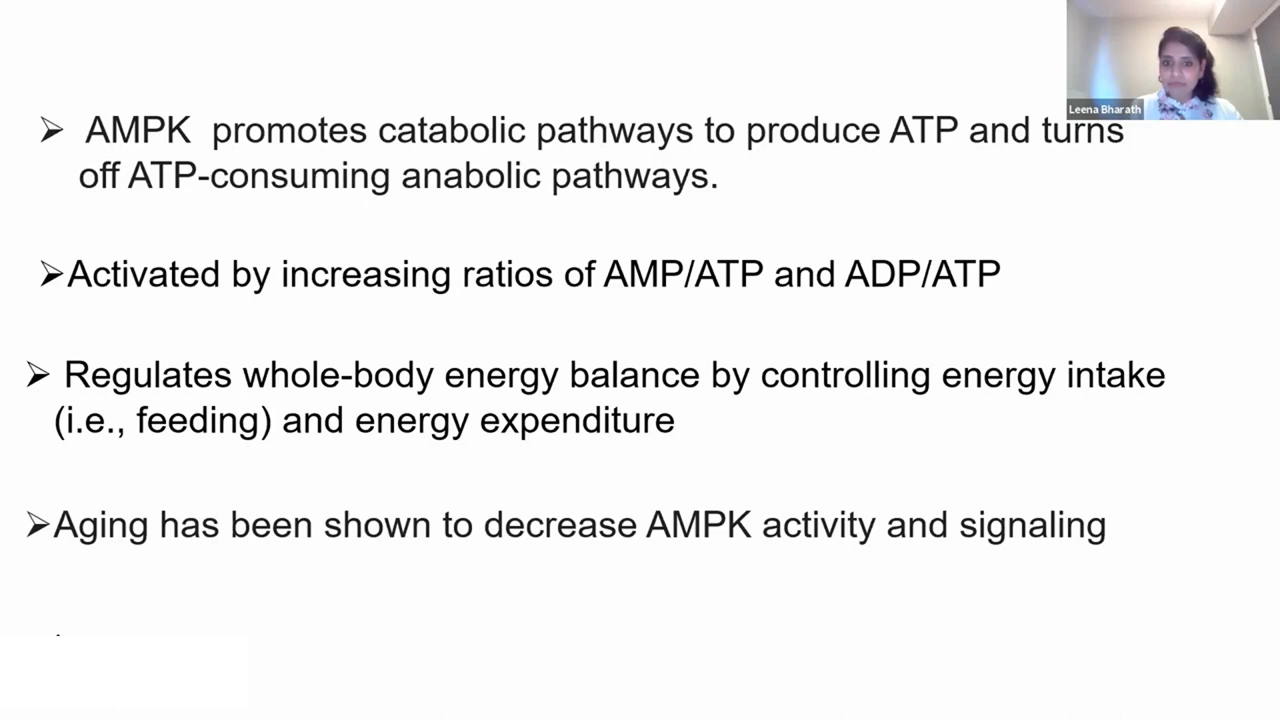 Leena Bharath
➢ AMPK promotes catabolic pathways to produce ATP and turns
off ATP-consuming anabolic pathways.
➢Activated by increasing ratios of AMP/ATP and ADP/ATP
➢ Regulates whole-body energy balance by controlling energy intake
(i.e., feeding) and energy expenditure
➢Aging has been shown to decrease AMPK activity and signaling